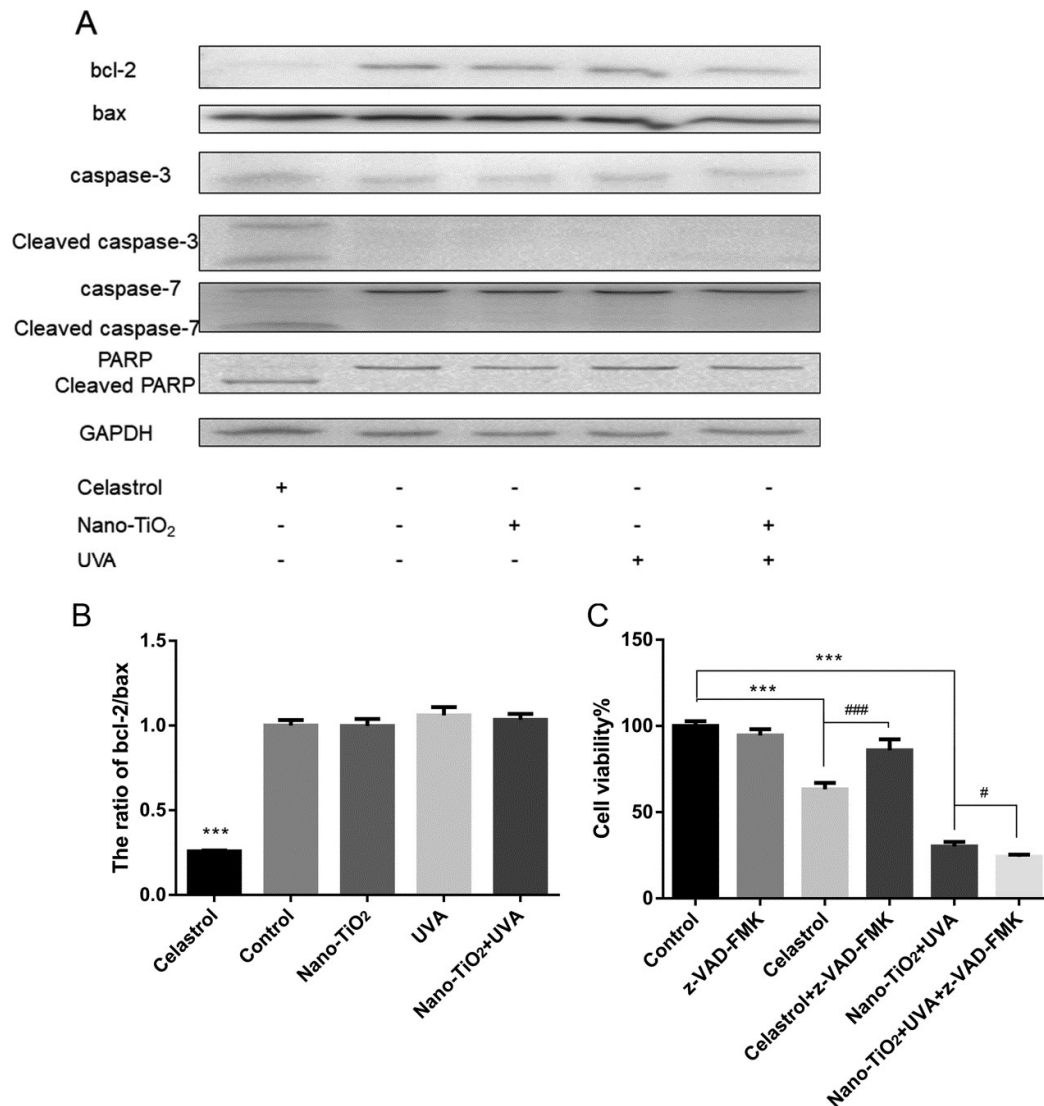 A
bcl-2
bax
caspase-3
Cleaved caspase-3
caspase-7
Cleaved caspase-7
PARP
Cleaved PARP
GAPDH
Celastrol + - - - -
Nano-TiO₂ - - + - +
UVA - - - + +
B
The ratio of bcl-2/bax
1.5
1.0
0.5
0.0
***
Celastrol
Control
Nano-TiO₂
UVA
Nano-TiO₂+UVA
C
Cell viability%
150
100
50
0
***
***
###
#
Control
z-VAD-FMK
Celastrol
Celastrol+z-VAD-FMK
Nano-TiO₂+UVA
Nano-TiO₂+UVA+z-VAD-FMK